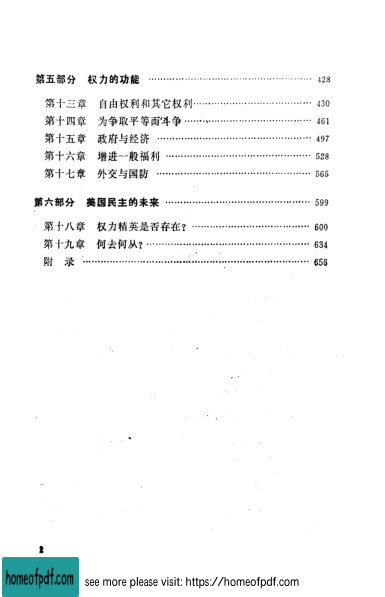 第五部分 权力的功能 …… 428
第十三章 自由权利和其它权利 …… 430
第十四章 为争取平等而斗争 …… 461
第十五章 政府与经济 …… 497
第十六章 增进一般福利 …… 528
第十七章 外交与国防 …… 565
第六部分 美国民主的未来 …… 599
第十八章 权力精英是否存在? …… 600
第十九章 何去何从? …… 634
附 录 …… 656
2
homeofpdf.com
see more please visit: https://homeofpdf.com